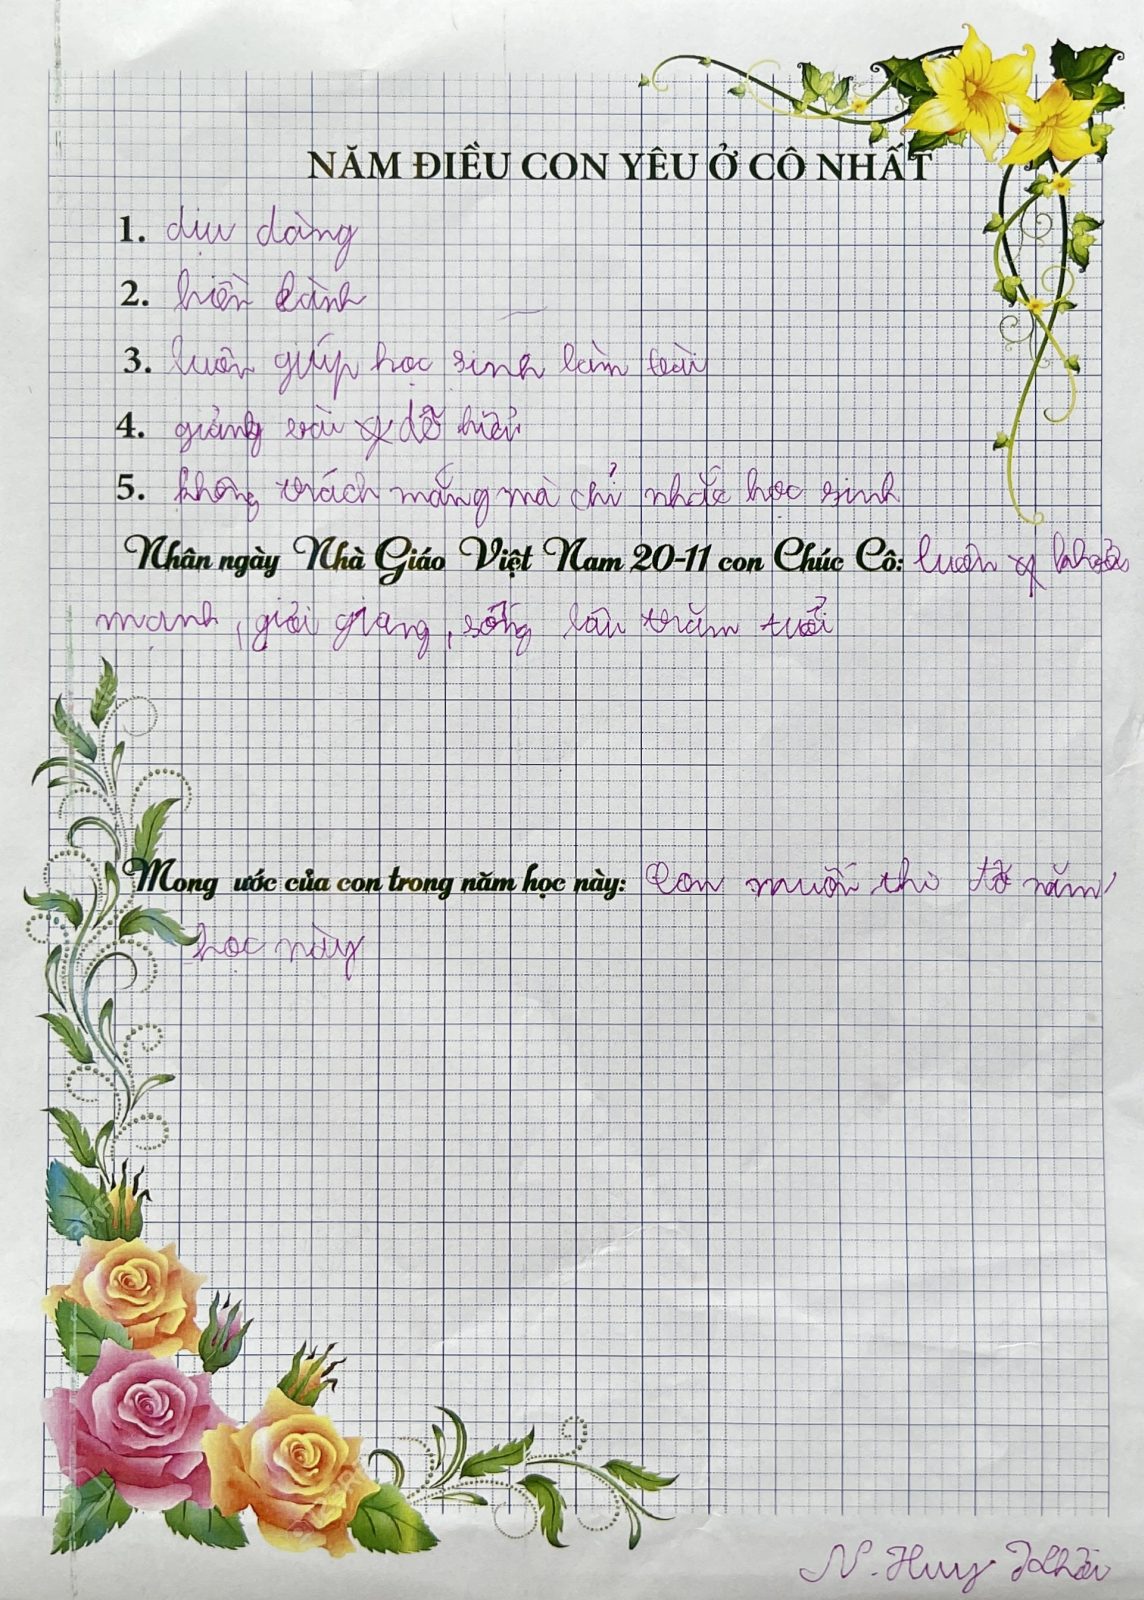 NĂM ĐIỀU CON YÊU Ở CÔ NHẤT
1. dịu dàng
2. hiền lành
3. luôn giúp học sinh làm bài
4. giảng bài dễ hiểu
5. không trách mắng mà chỉ nhắc học sinh
Nhân ngày Nhà Giáo Việt Nam 20-11 con Chúc Cô: luôn khoẻ
mạnh, giỏi giang, sống lâu trăm tuổi
Mong ước của con trong năm học này: Con muốn thi năm
học này
N. Huy Khôi